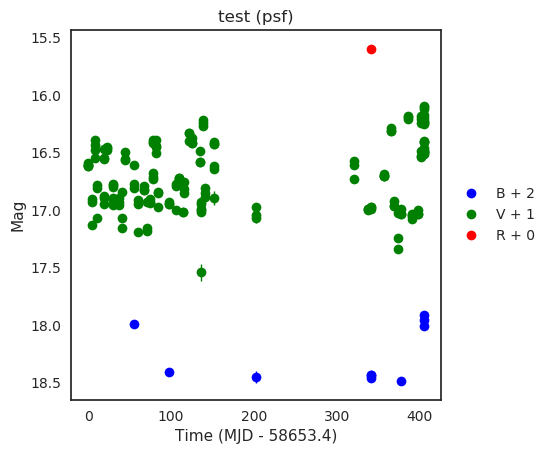 test (psf)
15.5
16.0
16.5
17.0
17.5
18.0
18.5
Mag
0
100
200
300
400
Time (MJD - 58653.4)
B + 2
V + 1
R + 0